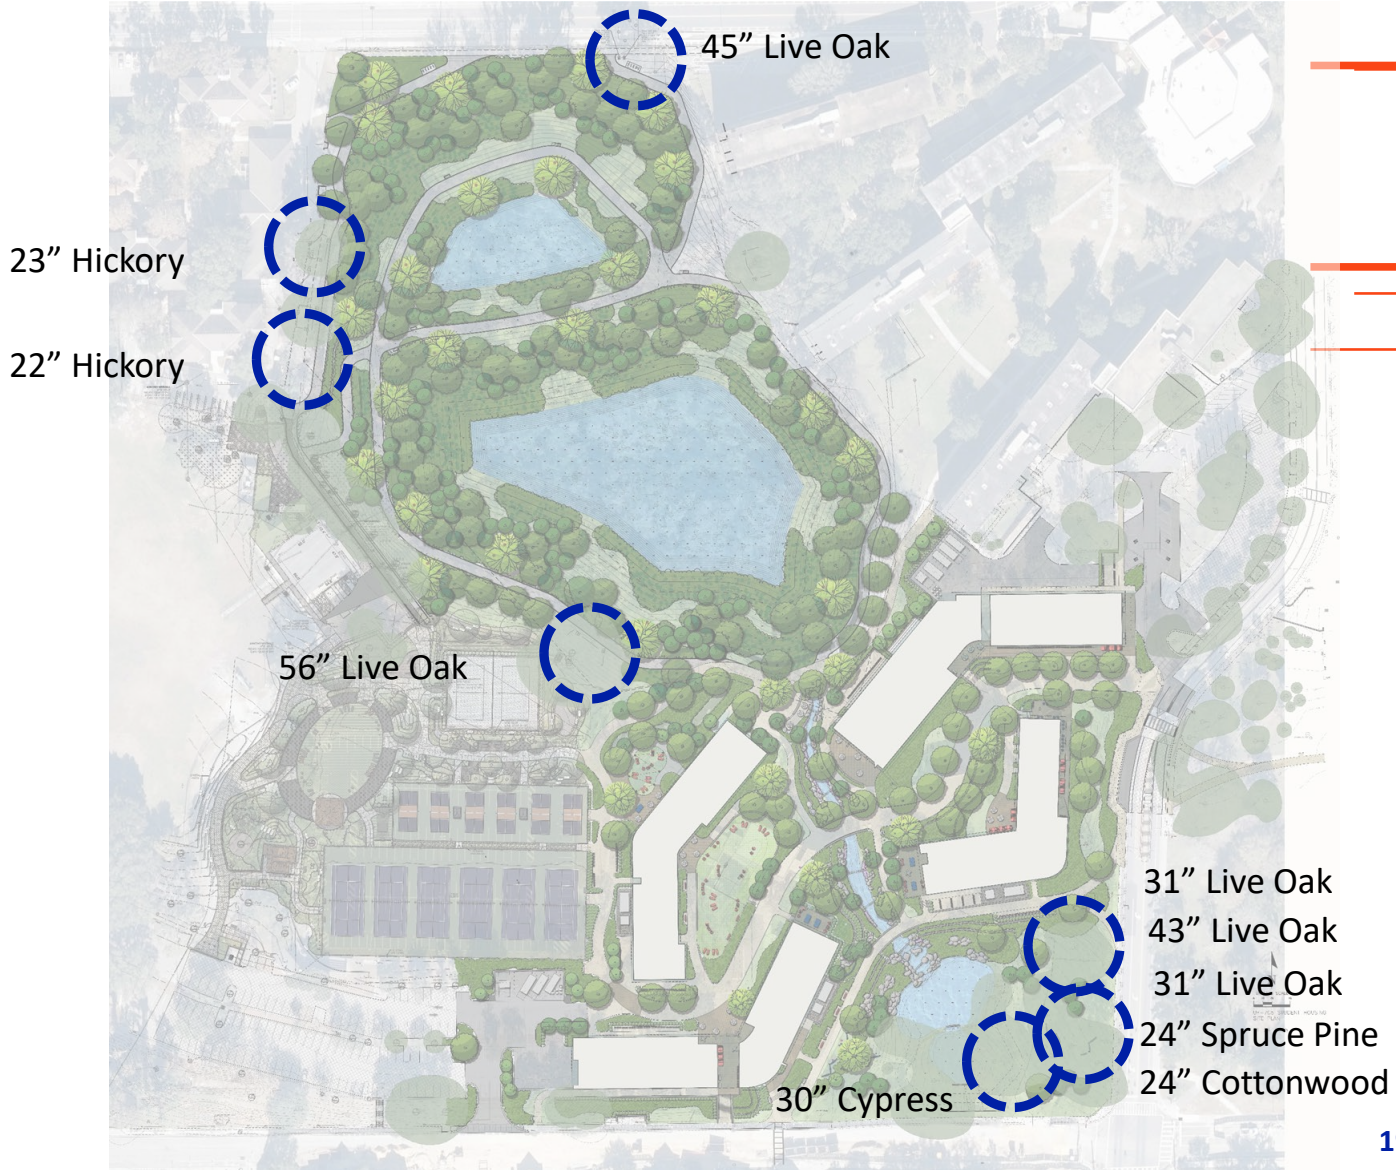 45” Live Oak
23” Hickory
22” Hickory
56” Live Oak
31” Live Oak
43” Live Oak
31” Live Oak
24” Spruce Pine
24” Cottonwood
30” Cypress
1